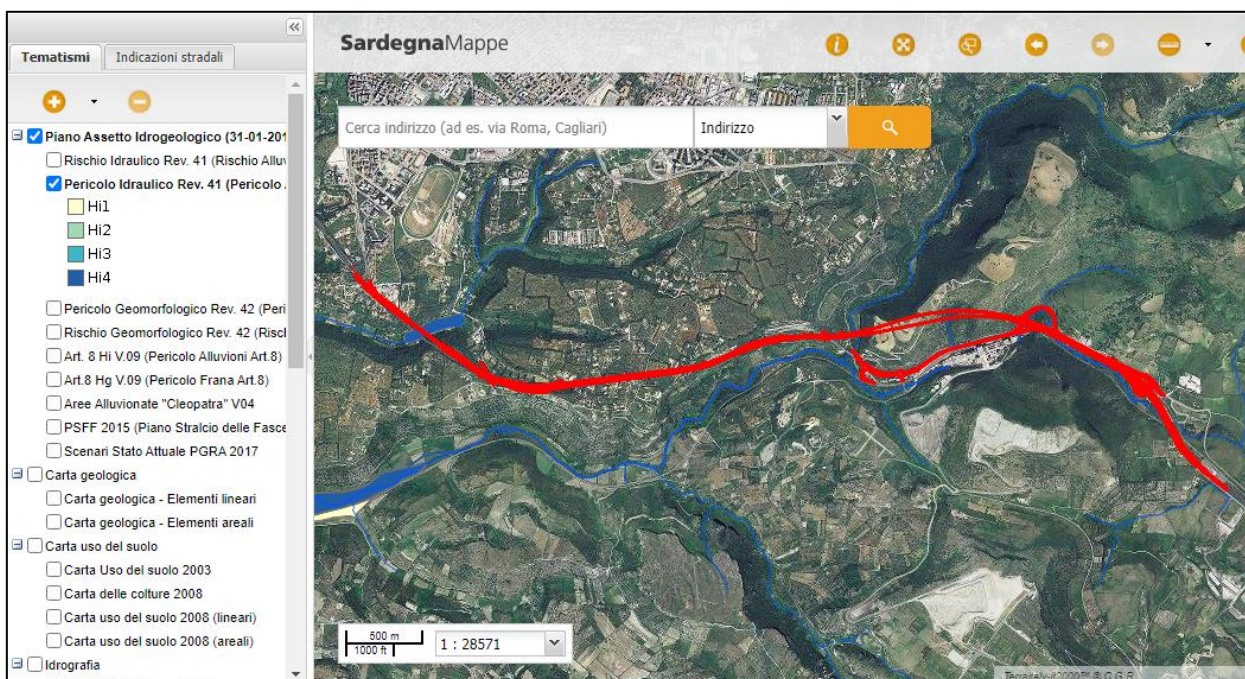 SardegnaMappe
Tematismi
Indicazioni stradali
Cerca indirizzo (ad es. via Roma, Cagliari)
Indirizzo
Piano Assetto Idrogeologico (31-01-201
Rischio Idraulico Rev. 41 (Rischio Alluv
Pericolo Idraulico Rev. 41 (Pericolo
Hi1
Hi2
Hi3
Hi4
Pericolo Geomorfologico Rev. 42 (Peri
Rischio Geomorfologico Rev. 42 (Risch
Art. 8 Hi V.09 (Pericolo Alluvioni Art.8)
Art.8 Hg V.09 (Pericolo Frana Art.8)
Aree Alluvionate "Cleopatra" V04
PSFF 2015 (Piano Stralcio delle Fasce
Scenari Stato Attuale PGRA 2017
Carta geologica
Carta geologica - Elementi lineari
Carta geologica - Elementi areali
Carta uso del suolo
Carta Uso del suolo 2003
Carta delle colture 2008
Carta uso del suolo 2008 (lineari)
Carta uso del suolo 2008 (areali)
Idrografia
500 m
1000 ft
1 : 28571